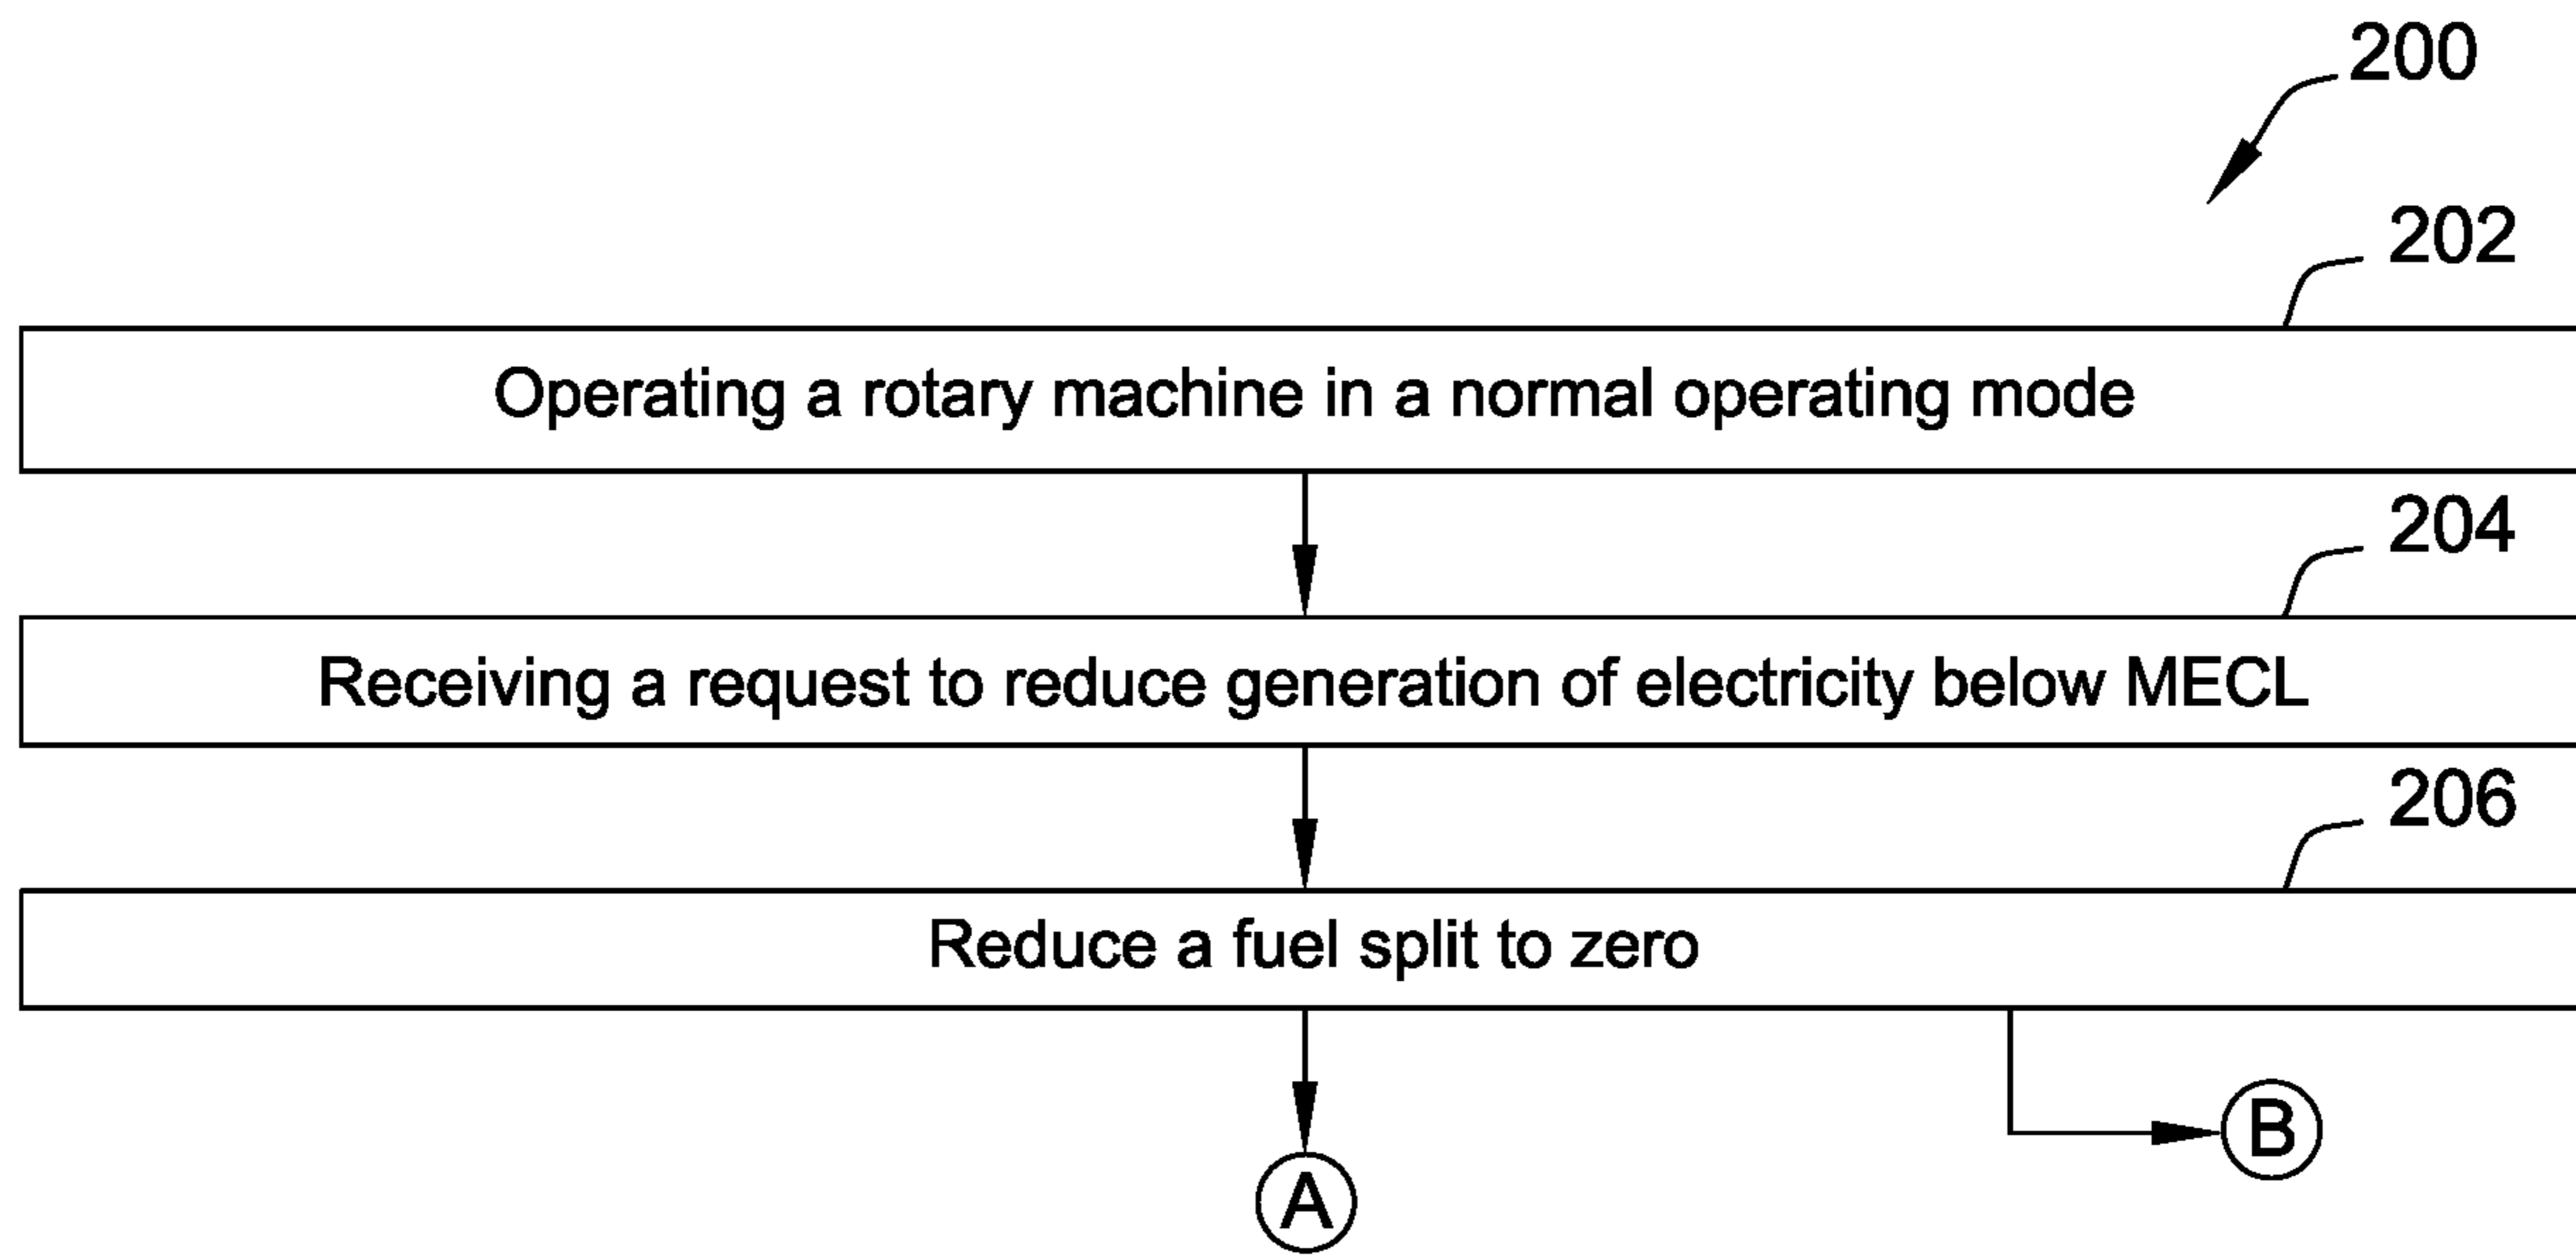 200
202
Operating a rotary machine in a normal operating mode
204
Receiving a request to reduce generation of electricity below MECL
206
Reduce a fuel split to zero
B
A